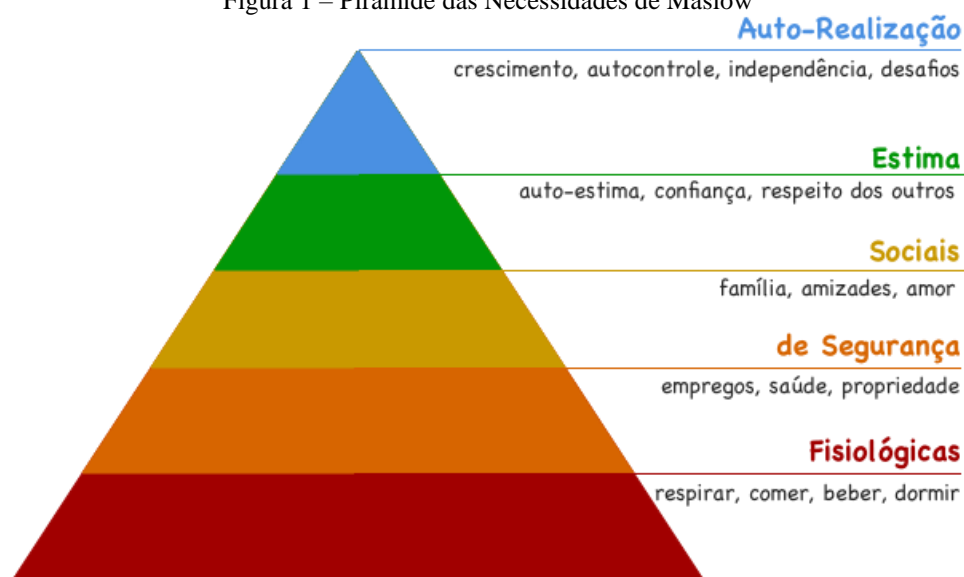 Figura 1 – Pirâmide das Necessidades de Maslow
Auto-Realização
crescimento, autocontrole, independência, desafios
Estima
auto-estima, confiança, respeito dos outros
Sociais
família, amizades, amor
de Segurança
empregos, saúde, propriedade
Fisiológicas
respirar, comer, beber, dormir